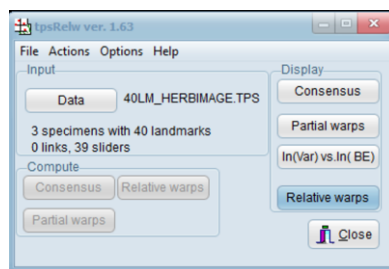 tpsRelw ver. 1.63
File Actions Options Help
Input
Data 40LM_HERBIMAGE.TPS
3 specimens with 40 landmarks
0 links, 39 sliders
Compute
Consensus Relative warps
Partial warps
Display
Consensus
Partial warps
ln(Var) vs.ln( BE)
Relative warps
Close